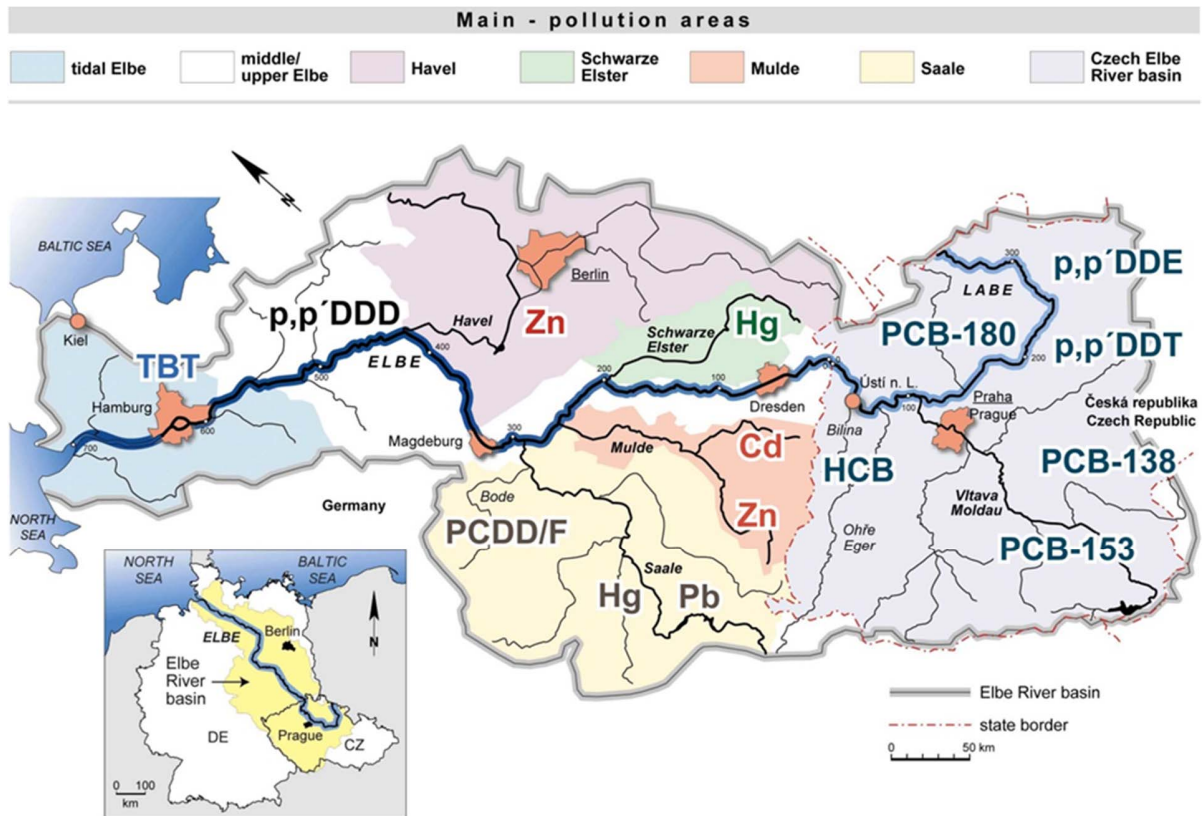 Main - pollution areas
tidal Elbe
middle/
upper Elbe
Havel
Schwarze
Elster
Mulde
Saale
Czech Elbe
River basin
N
BALTIC SEA
Kiel
TBT
Hamburg
700
600
500
p,p´DDD
ELBE
400
Havel
Zn
Berlin
Schwarze
Elster
Hg
200
100
Dresden
Magdeburg
300
Mulde
Cd
Zn
Germany
NORTH
SEA
Bode
PCDD/F
Saale
Hg
Pb
300
LABE
p,p´DDE
PCB-180
p,p´DDT
200
Ústí n. L.
100
Praha
Prague
Česká republika
Czech Republic
Bilina
HCB
PCB-138
Vltava
Moldau
Ohře
Eger
PCB-153
NORTH
SEA
BALTIC
SEA
N
ELBE
Berlin
Elbe
River
basin
DE
Prague
CZ
0 100
km
Elbe River basin
state border
0 50 km